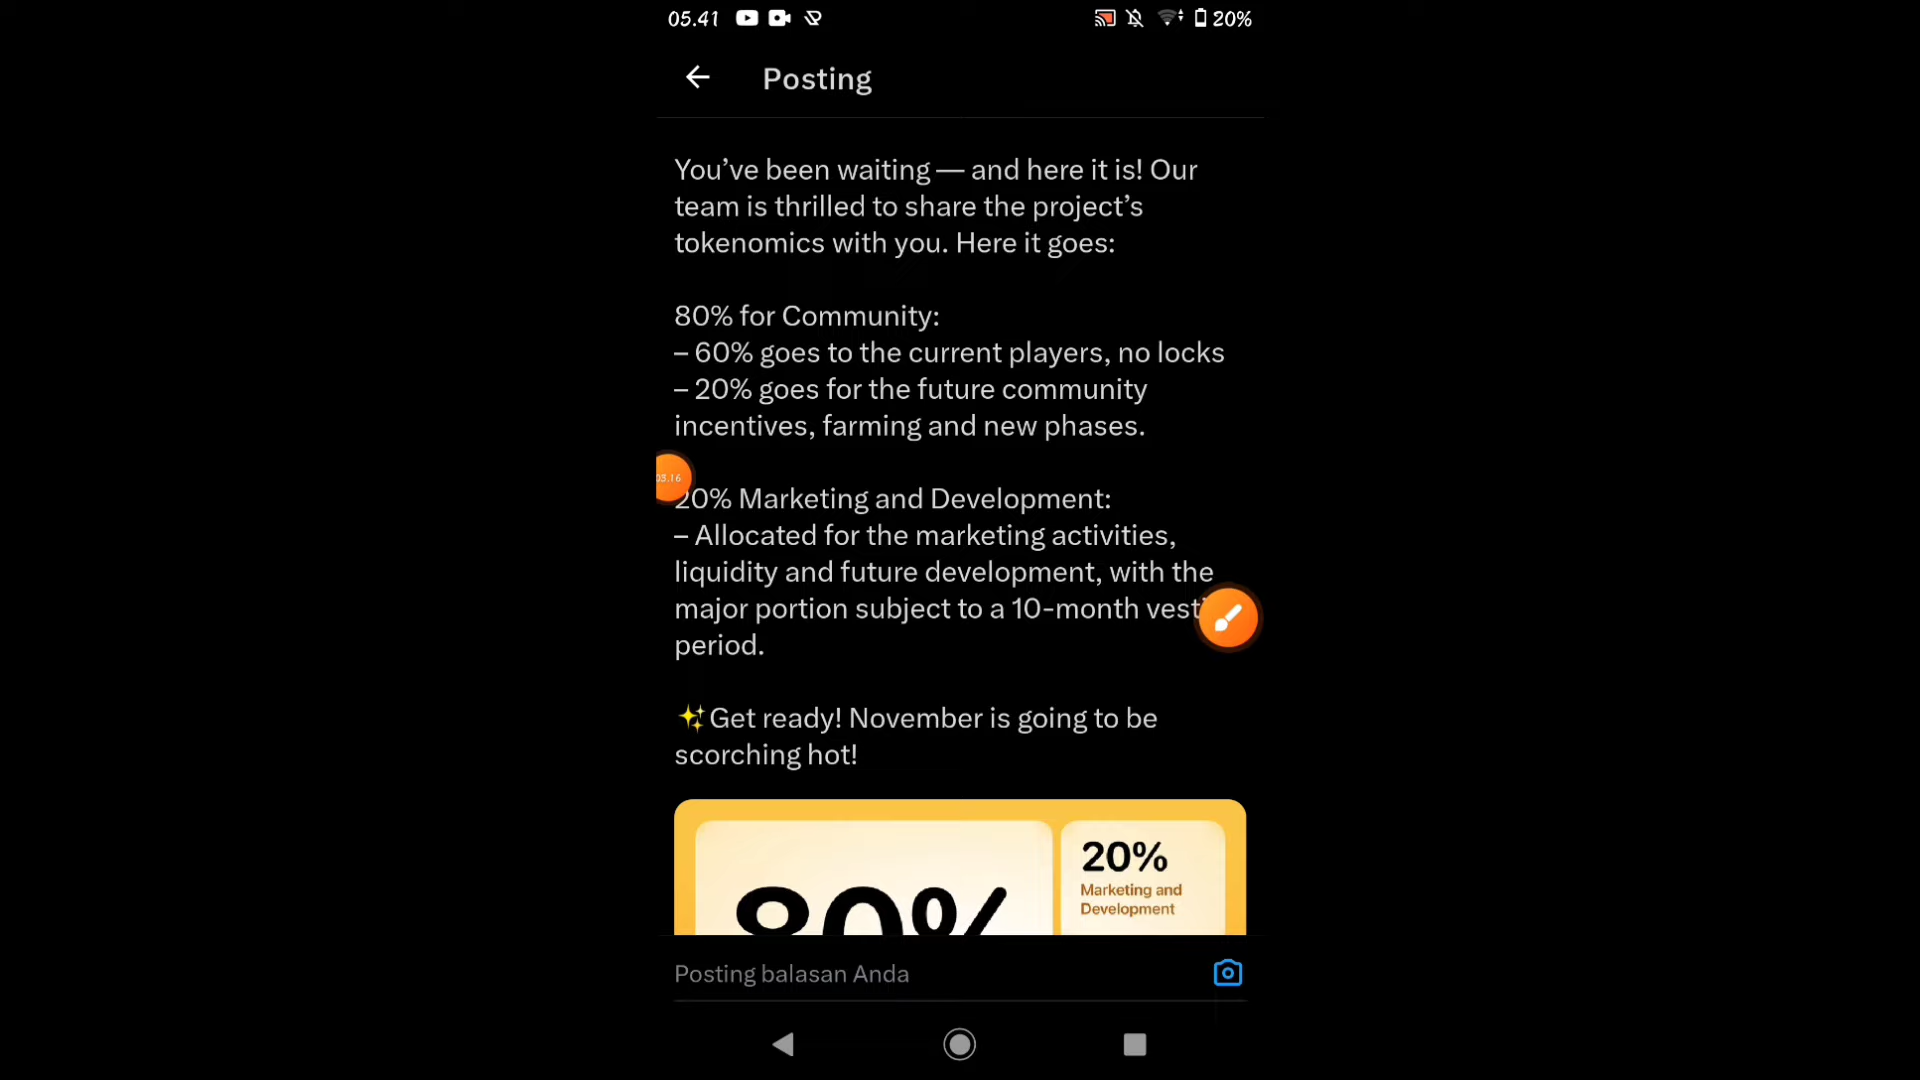 05.41
20%
Posting
You’ve been waiting — and here it is! Our
team is thrilled to share the project’s
tokenomics with you. Here it goes:
80% for Community:
– 60% goes to the current players, no locks
– 20% goes for the future community
incentives, farming and new phases.
03.16
20% Marketing and Development:
– Allocated for the marketing activities,
liquidity and future development, with the
major portion subject to a 10-month vesti
period.
✨Get ready! November is going to be
scorching hot!
80%
20%
Marketing and
Development
Posting balasan Anda